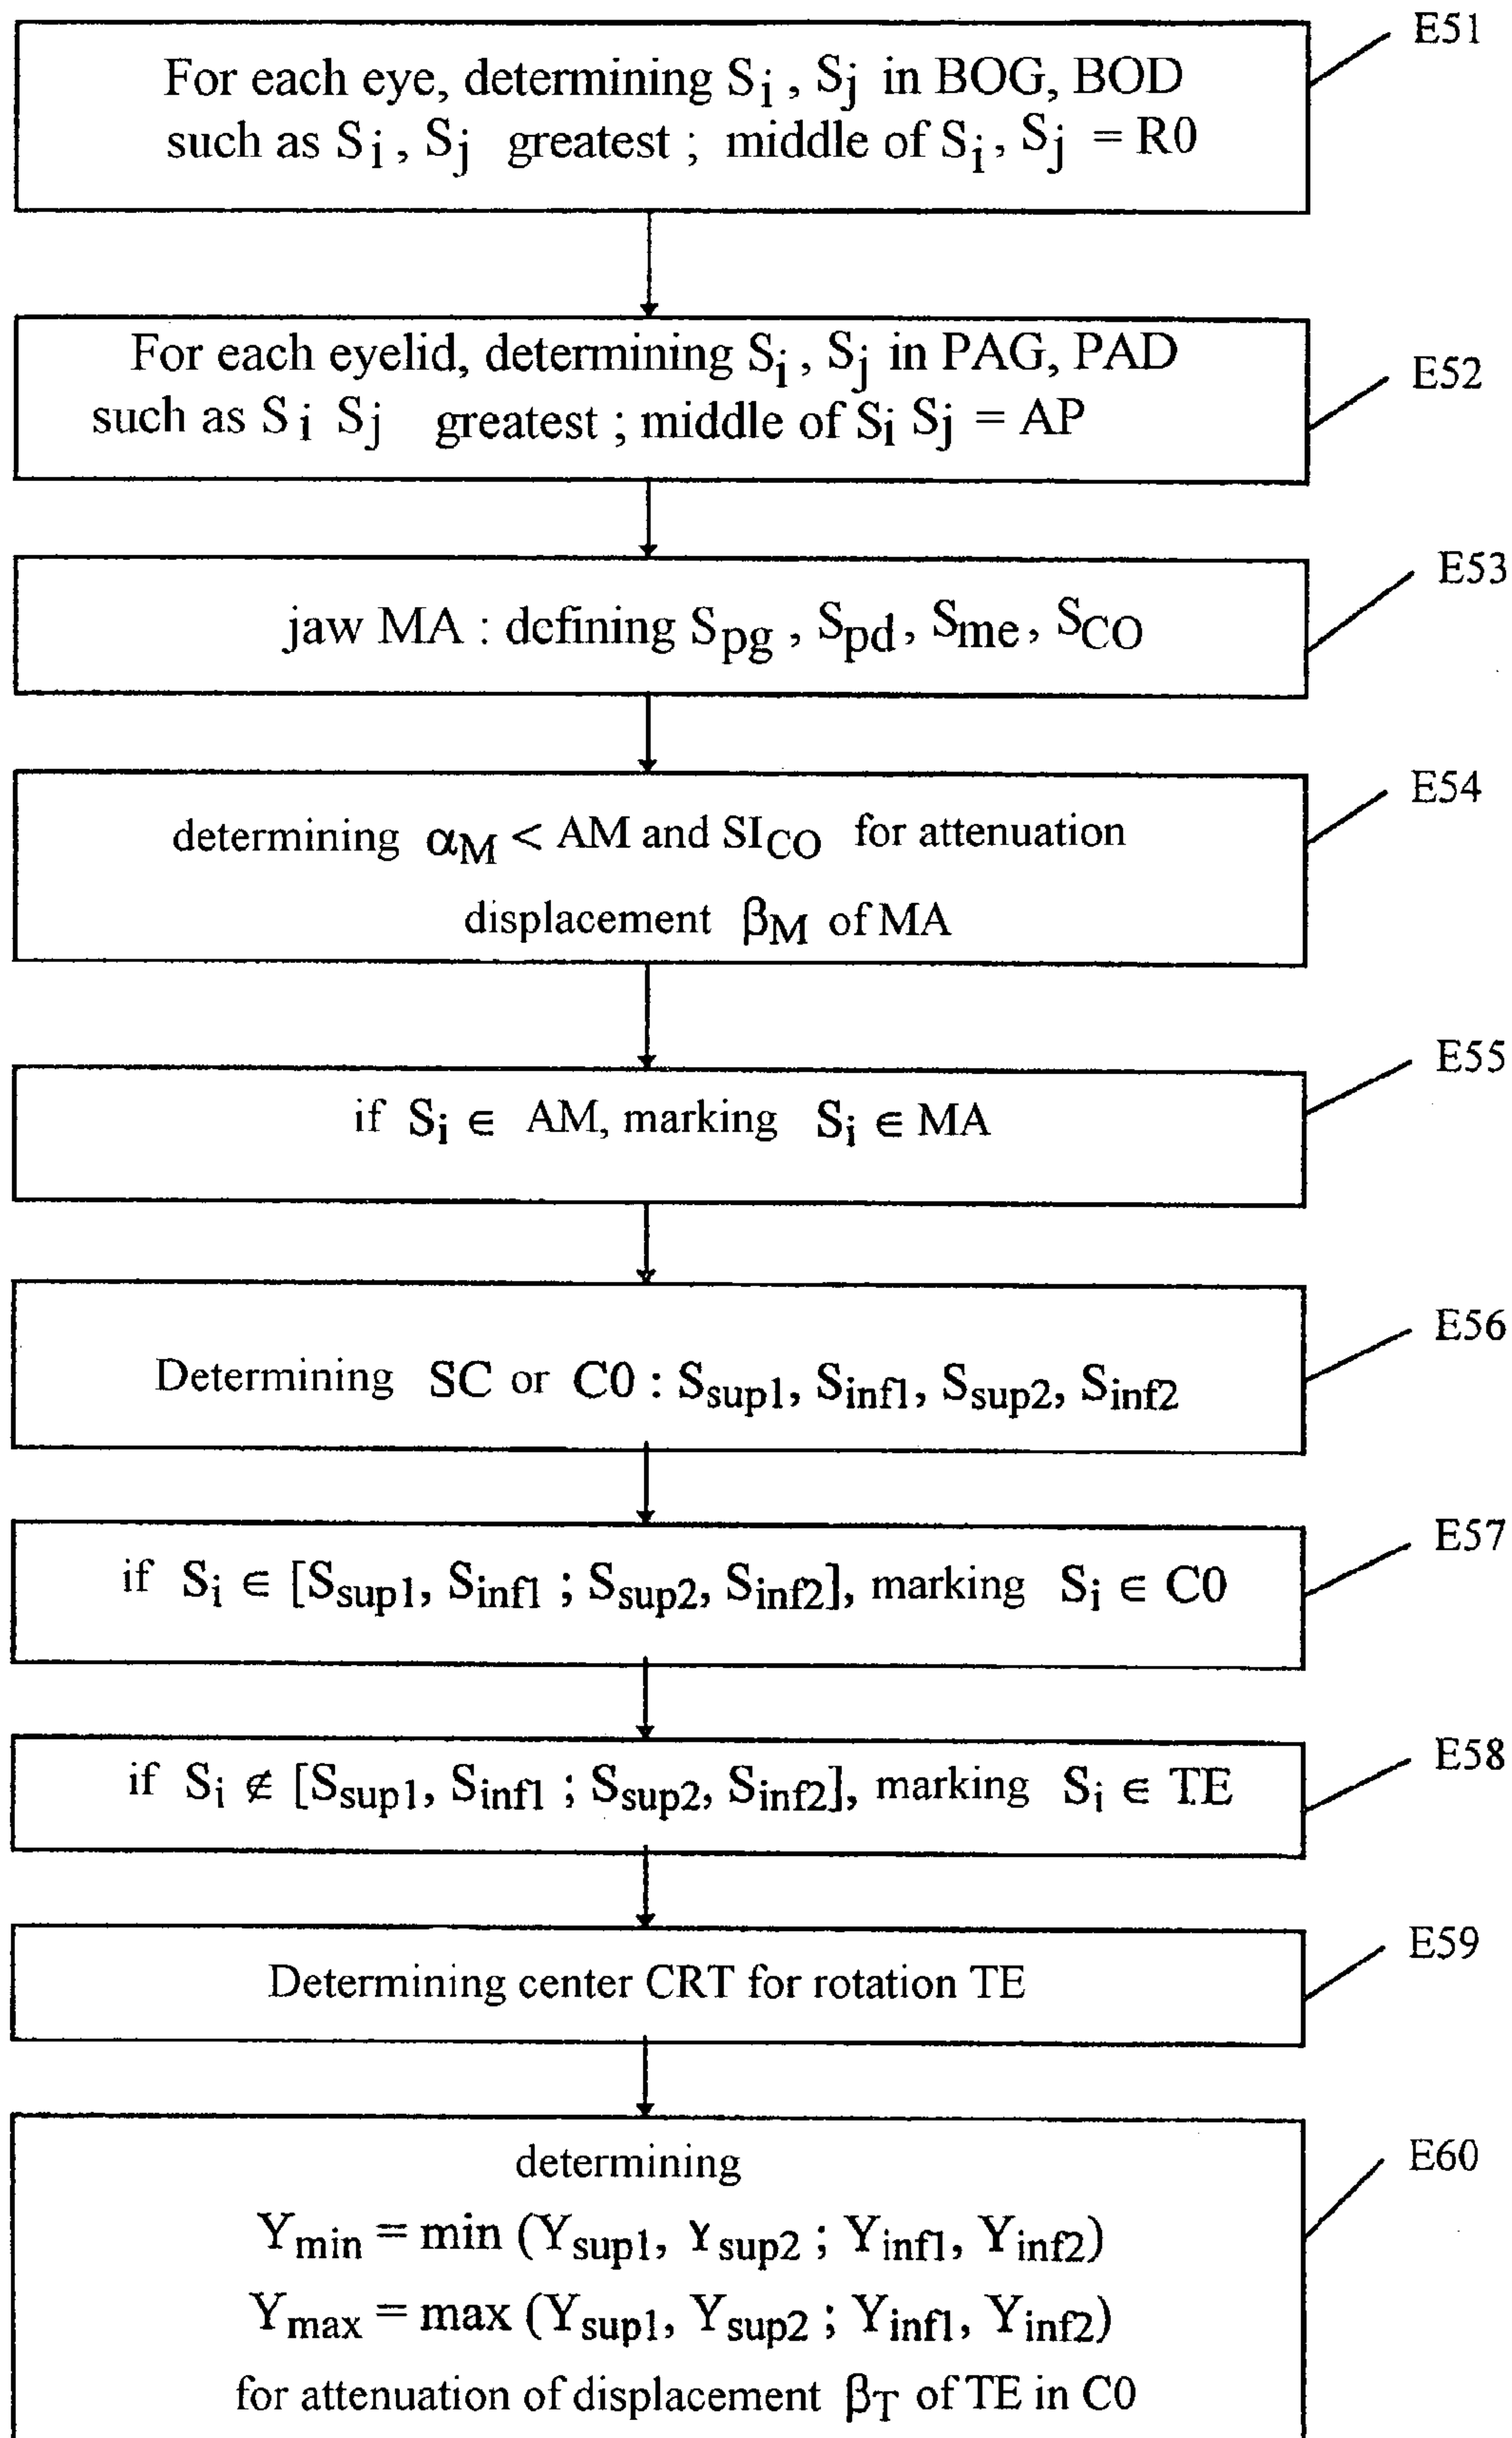 E51
For each eye, determining Si , Sj in BOG, BOD
such as Si , Sj greatest ; middle of Si, Sj = R0
E52
For each eyelid, determining Si , Sj in PAG, PAD
such as Si Sj greatest ; middle of Si Sj = AP
E53
jaw MA : defining Spg , Spd, Sme, SCO
E54
determining αM < AM and SICO for attenuation
displacement βM of MA
E55
if Si ∈ AM, marking Si ∈ MA
E56
Determining SC or C0 : Ssup1, Sinf1, Ssup2, Sinf2
E57
if Si ∈ [Ssup1, Sinf1 ; Ssup2, Sinf2], marking Si ∈ C0
E58
if Si ∉ [Ssup1, Sinf1 ; Ssup2, Sinf2], marking Si ∈ TE
E59
Determining center CRT for rotation TE
E60
determining
Ymin = min (Ysup1, Ysup2 ; Yinf1, Yinf2)
Ymax = max (Ysup1, Ysup2 ; Yinf1, Yinf2)
for attenuation of displacement βT of TE in C0